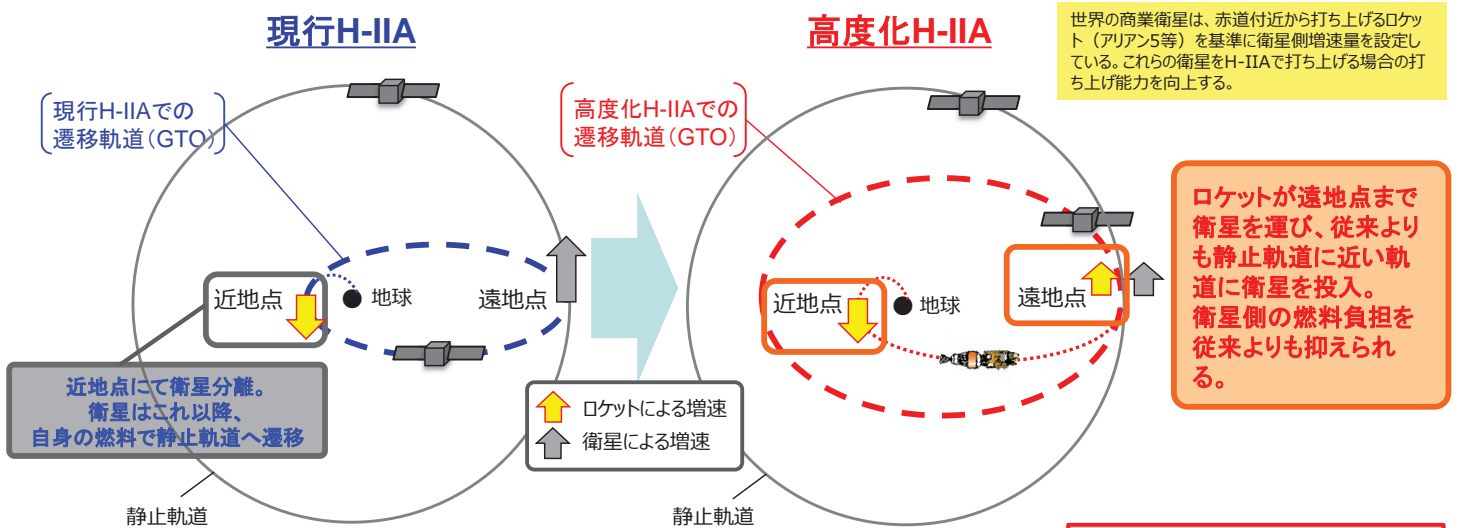 現行H-IIA
高度化H-IIA
世界の商業衛星は、赤道付近から打ち上げるロケッ
ト（アリアン5等）を基準に衛星側増速量を設定し
ている。これらの衛星をH-IIAで打ち上げる場合の打
ち上げ能力を向上する。
現行H-IIAでの
遷移軌道（GTO）
高度化H-IIAでの
遷移軌道（GTO）
近地点
地球
遠地点
近地点
地球
遠地点
ロケットが遠地点まで
衛星を運び、従来より
も静止軌道に近い軌
道に衛星を投入。
衛星側の燃料負担を
従来よりも抑えられ
る。
近地点にて衛星分離。
衛星はこれ以降、
自身の燃料で静止軌道へ遷移
ロケットによる増速
衛星による増速
静止軌道
静止軌道